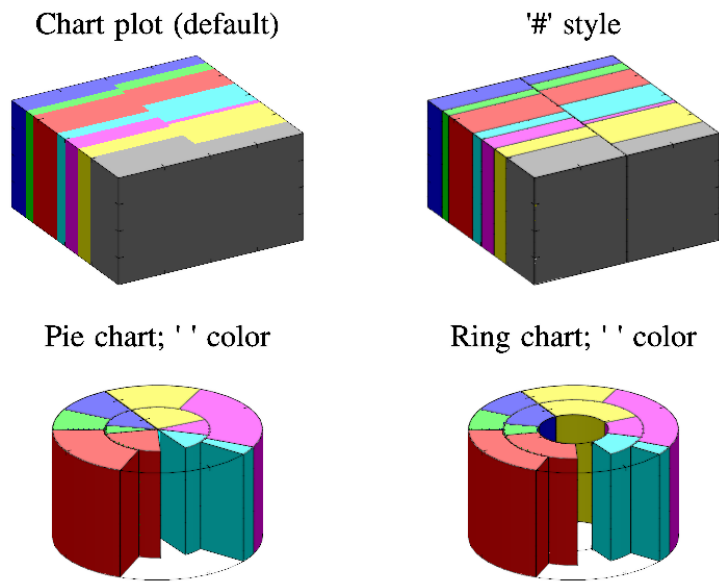 Chart plot (default)
'#' style
Pie chart; ' ' color
Ring chart; ' ' color